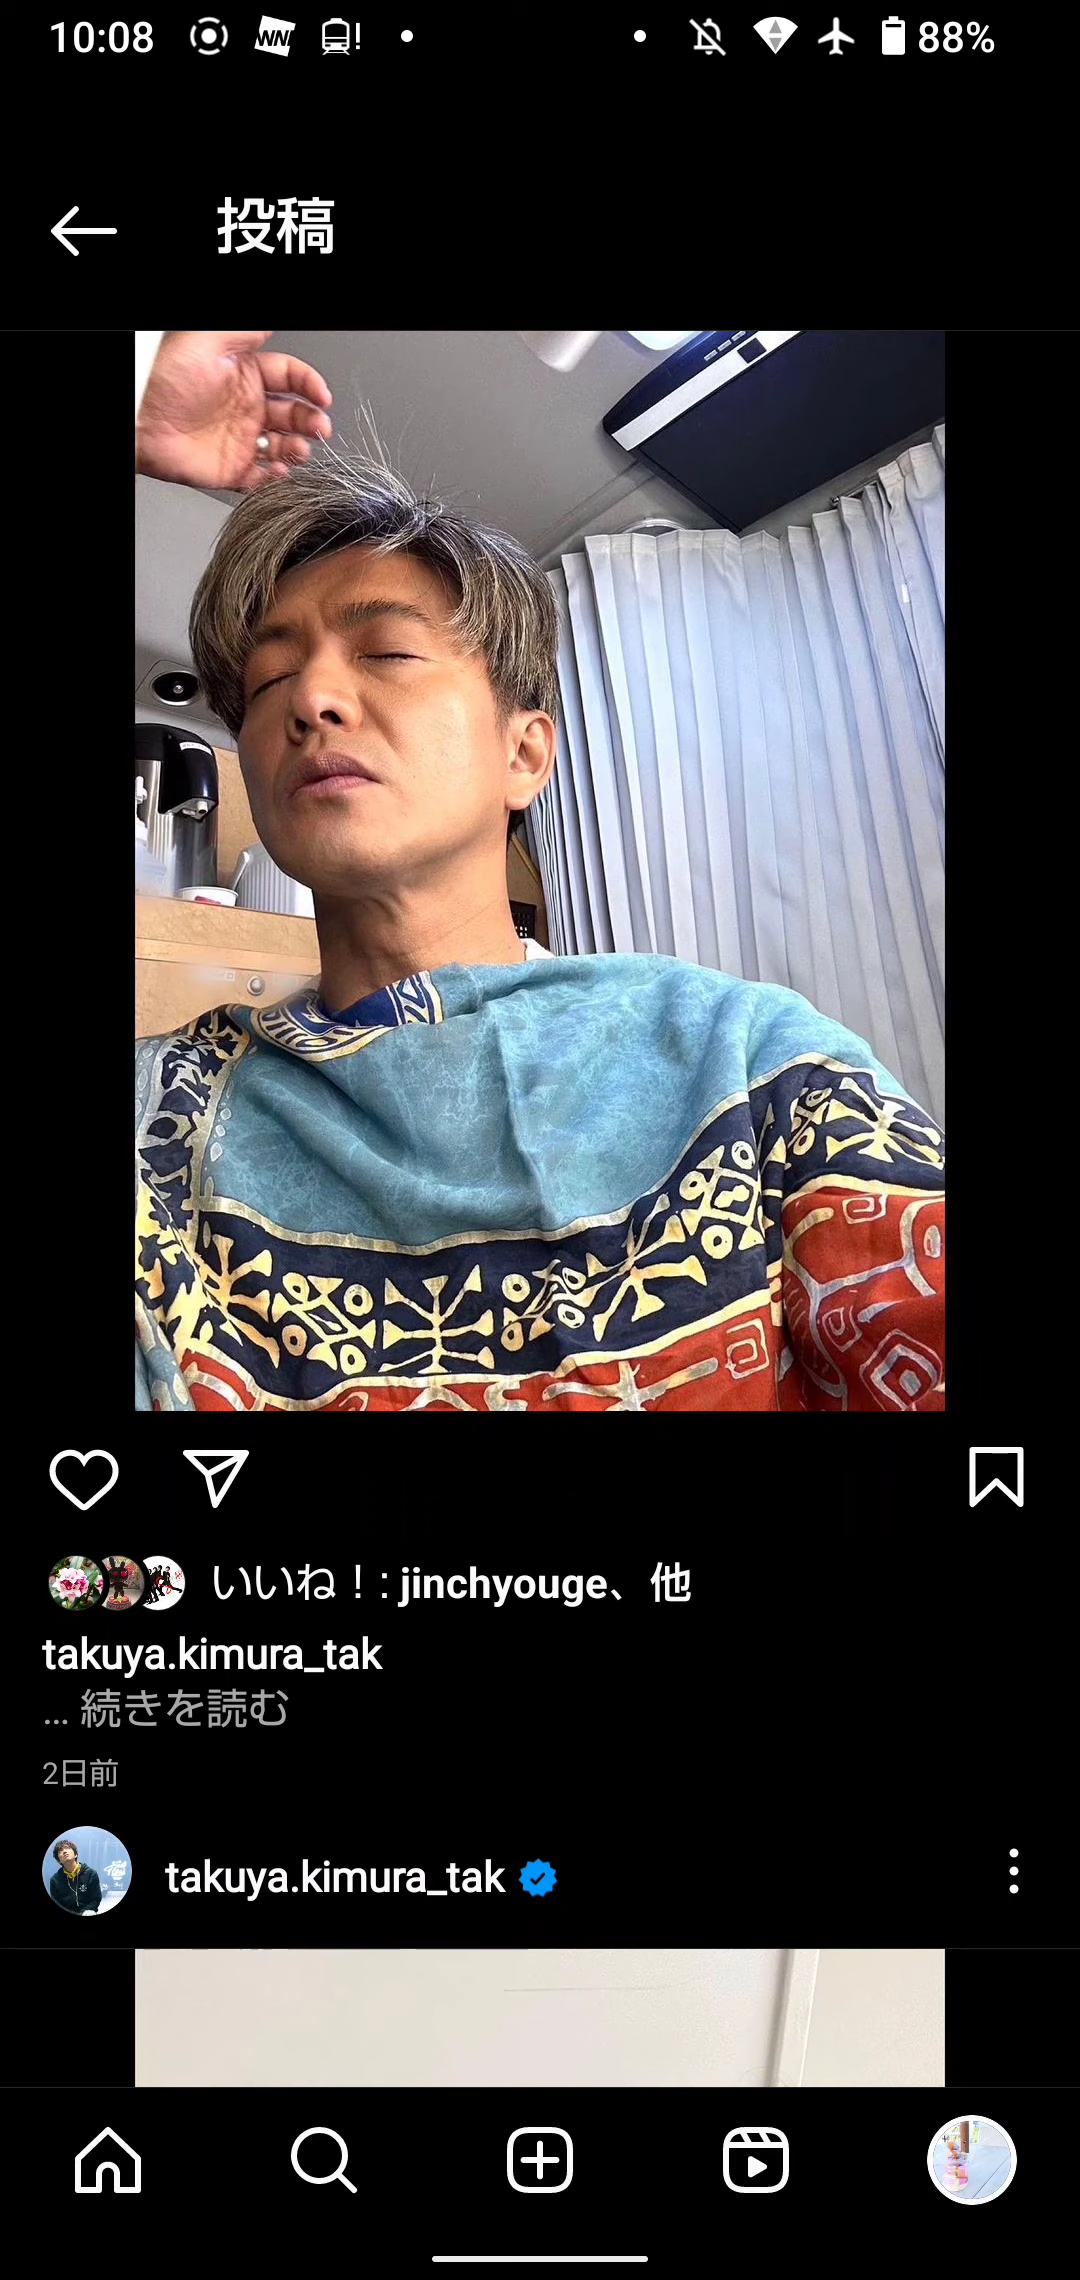 10:08 88%
投稿
いいね！: jinchyouge、他
takuya.kimura_tak
... 続きを読む
2日前
takuya.kimura_tak